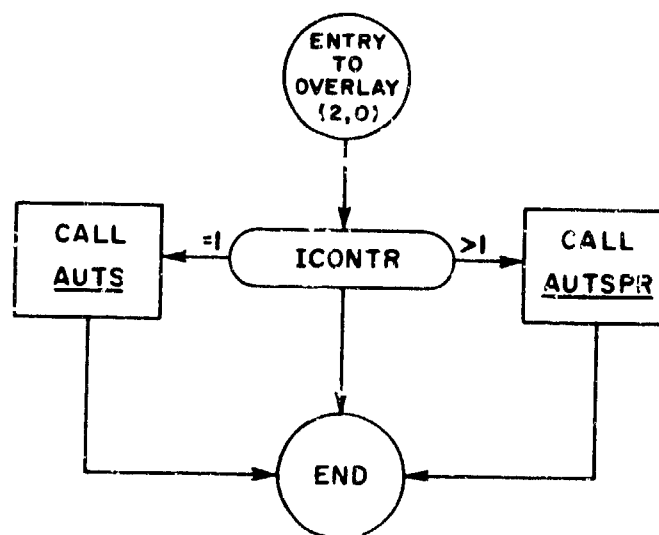 ENTRY
TO
OVERLAY
(2,0)
CALL
AUTS
=1
ICONTR
>1
CALL
AUTSPR
END